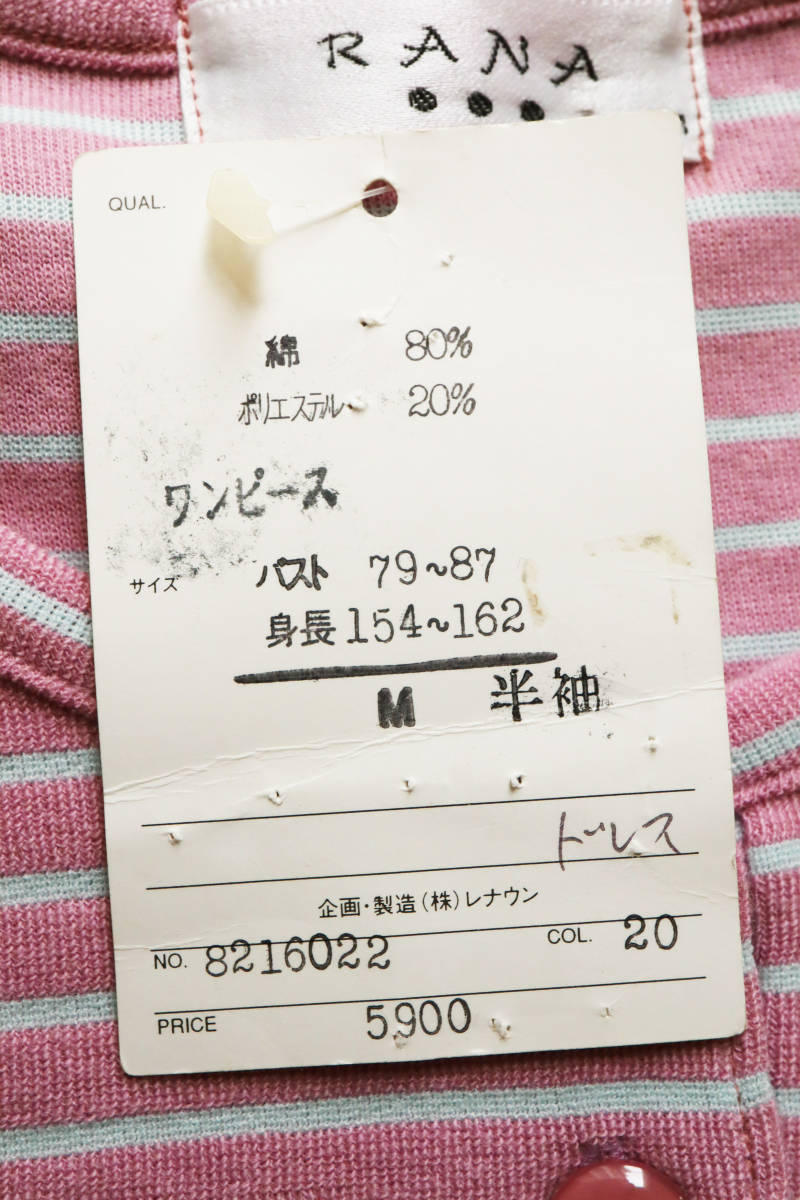 RANA
QUAL.
綿 80%
ポリエステル 20%
ワンピース
サイズ バスト 79~87
身長 154~162
M 半袖
ドレス
企画・製造(株)レナウン
NO. 8216022 COL. 20
PRICE 5,900